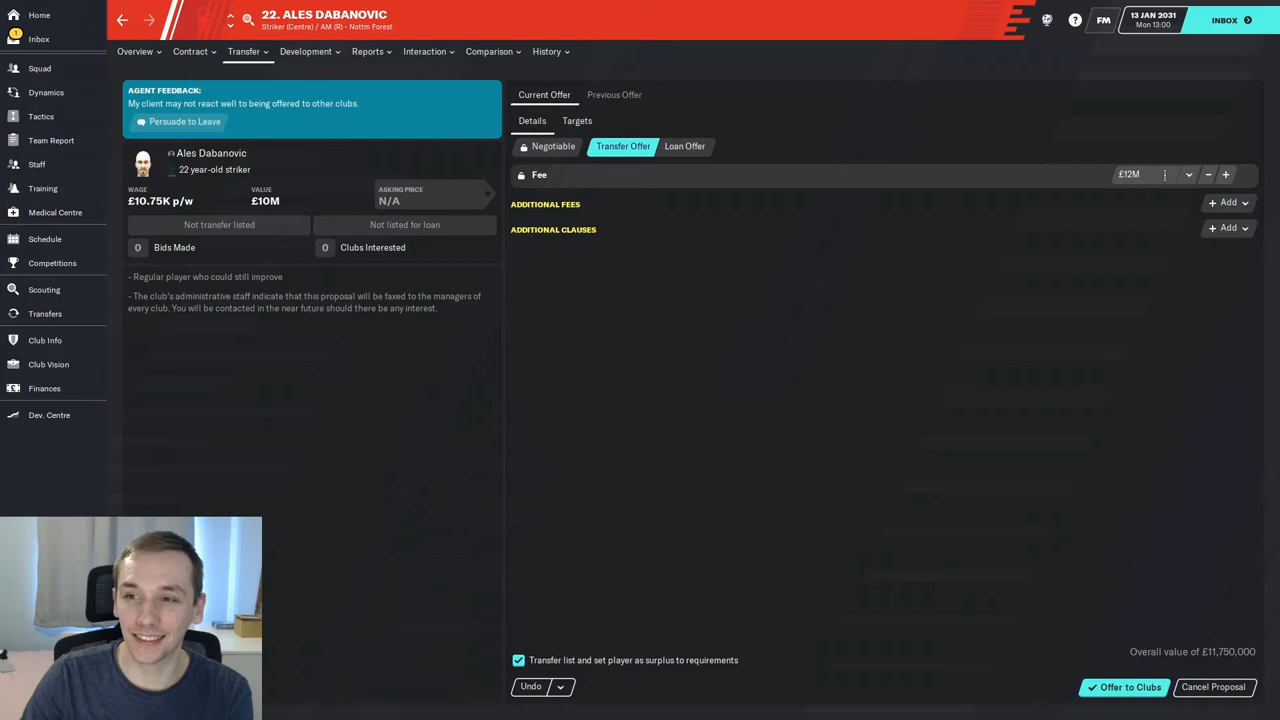 Home
1
Inbox
Squad
Dynamics
Tactics
Team Report
Staff
Training
Medical Centre
Schedule
Competitions
Scouting
Transfers
Club Info
Club Vision
Finances
Dev. Centre
22. ALES DABANOVIC
Striker (Centre) / AM (R) - Nottm Forest
? FM
13 JAN 2031
Mon 13:00
INBOX
Overview Contract Transfer Development Reports Interaction Comparison History
AGENT FEEDBACK:
My client may not react well to being offered to other clubs.
Persuade to Leave
Ales Dabanovic
22 year-old striker
WAGE VALUE ASKING PRICE
£10.75K p/w £10M N/A
Not transfer listed Not listed for loan
0 Bids Made 0 Clubs Interested
- Regular player who could still improve
- The club's administrative staff indicate that this proposal will be faxed to the managers of
every club. You will be contacted in the near future should there be any interest.
Current Offer Previous Offer
Details Targets
Negotiable Transfer Offer Loan Offer
Fee £12M - +
ADDITIONAL FEES + Add
ADDITIONAL CLAUSES + Add
Transfer list and set player as surplus to requirements
Overall value of £11,750,000
Undo Offer to Clubs Cancel Proposal